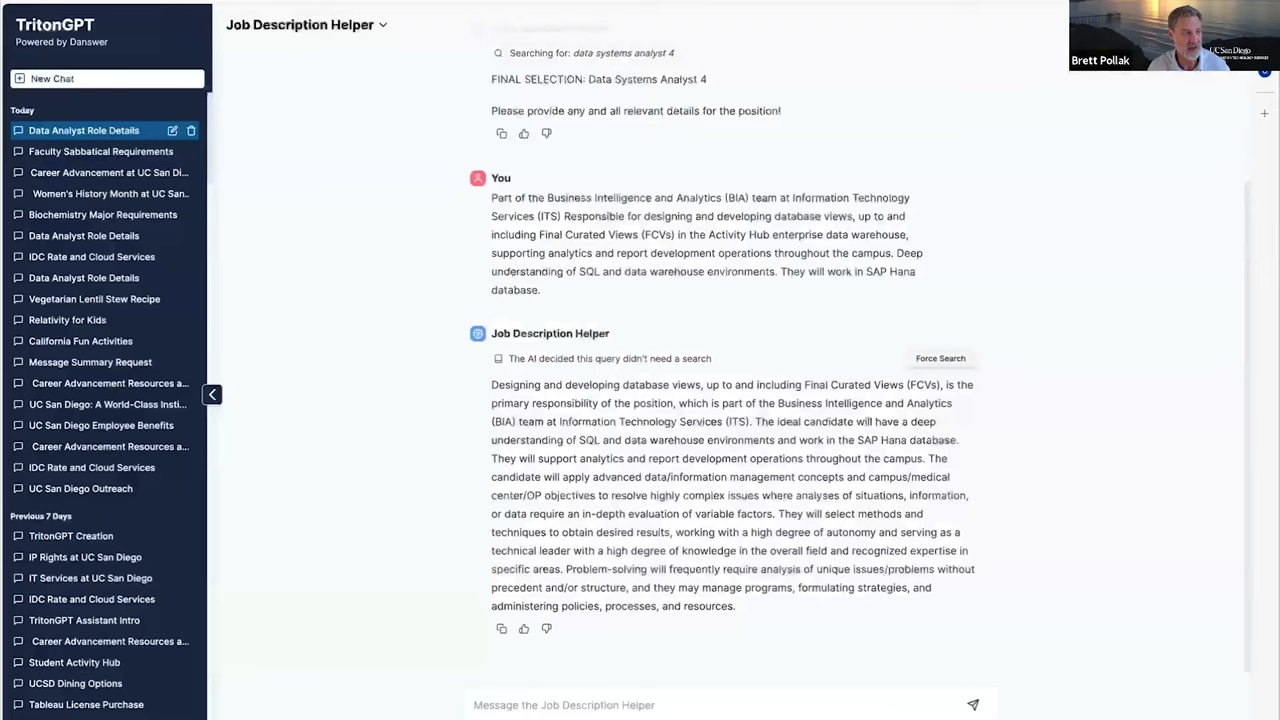 TritonGPT
Powered by Danswer
New Chat
Today
Data Analyst Role Details
Faculty Sabbatical Requirements
Career Advancement at UC San Di...
Women's History Month at UC San..
Biochemistry Major Requirements
Data Analyst Role Details
IDC Rate and Cloud Services
Data Analyst Role Details
Vegetarian Lentil Stew Recipe
Relativity for Kids
California Fun Activities
Message Summary Request
Career Advancement Resources a...
UC San Diego: A World-Class Insti...
UC San Diego Employee Benefits
Career Advancement Resources a...
IDC Rate and Cloud Services
UC San Diego Outreach
Previous 7 Days
TritonGPT Creation
IP Rights at UC San Diego
IT Services at UC San Diego
IDC Rate and Cloud Services
TritonGPT Assistant Intro
Career Advancement Resources a...
Student Activity Hub
UCSD Dining Options
Tableau License Purchase
Job Description Helper
Searching for: data systems analyst 4
FINAL SELECTION: Data Systems Analyst 4
Please provide any and all relevant details for the position!
You
Part of the Business Intelligence and Analytics (BIA) team at Information Technology
Services (ITS) Responsible for designing and developing database views, up to and
including Final Curated Views (FCVs) in the Activity Hub enterprise data warehouse,
supporting analytics and report development operations throughout the campus. Deep
understanding of SQL and data warehouse environments. They will work in SAP Hana
database.
Job Description Helper
The AI decided this query didn't need a search
Force Search
Designing and developing database views, up to and including Final Curated Views (FCVs), is the
primary responsibility of the position, which is part of the Business Intelligence and Analytics
(BIA) team at Information Technology Services (ITS). The ideal candidate will have a deep
understanding of SQL and data warehouse environments and work in the SAP Hana database.
They will support analytics and report development operations throughout the campus. The
candidate will apply advanced data/information management concepts and campus/medical
center/OP objectives to resolve highly complex issues where analyses of situations, information,
or data require an in-depth evaluation of variable factors. They will select methods and
techniques to obtain desired results, working with a high degree of autonomy and serving as a
technical leader with a high degree of knowledge in the overall field and recognized expertise in
specific areas. Problem-solving will frequently require analysis of unique issues/problems without
precedent and/or structure, and they may manage programs, formulating strategies, and
administering policies, processes, and resources.
Message the Job Description Helper
Brett Pollak
UC San Diego